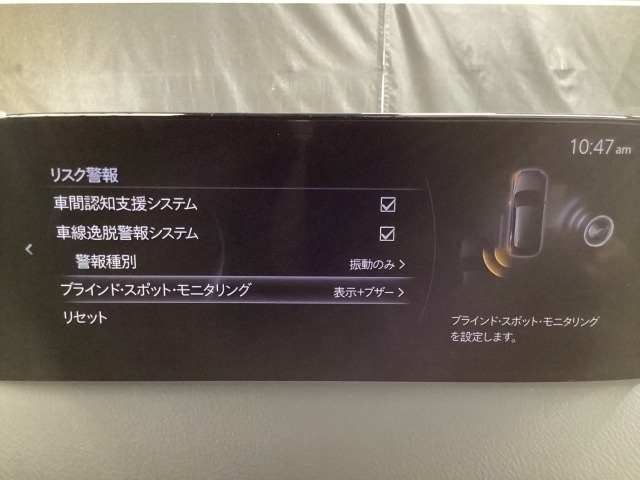 10:47 am
リスク警報
車間認知支援システム
車線逸脱警報システム
警報種別 振動のみ >
ブラインド・スポット・モニタリング 表示+ブザー >
リセット
ブラインド・スポット・モニタリング
を設定します。